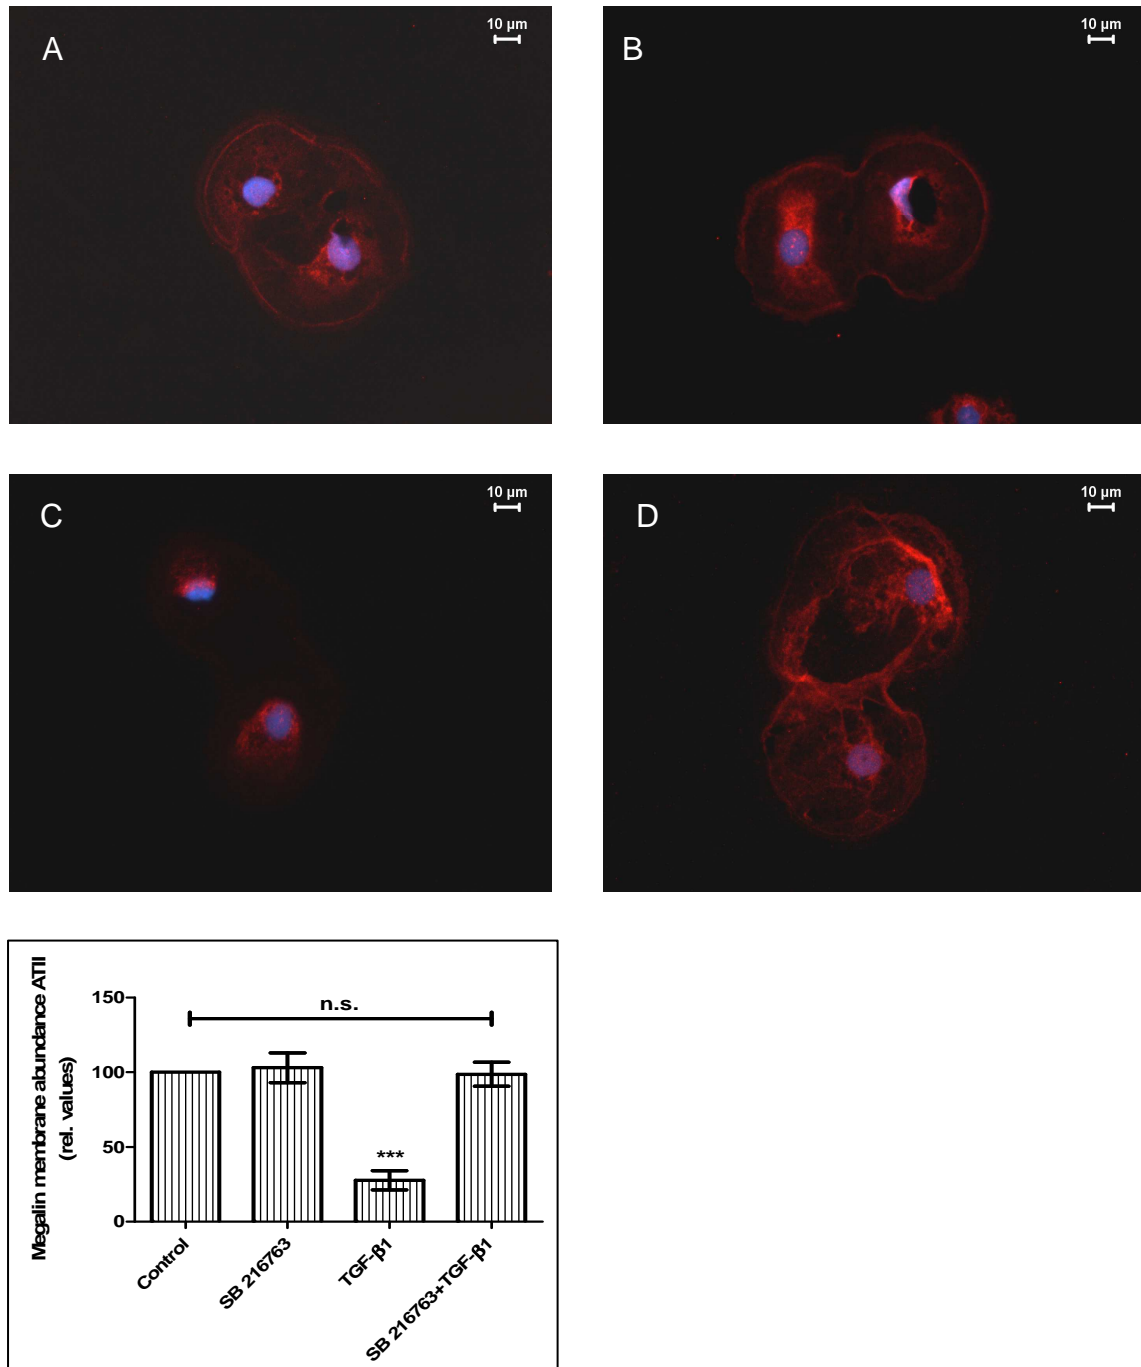 A
10 µm
B
10 µm
C
10 µm
D
10 µm
Megalin membrane abundance ATII
(rel. values)
150
100
50
0
n.s.
***
Control
SB 216763
TGF-β1
SB 216763+TGF-β1